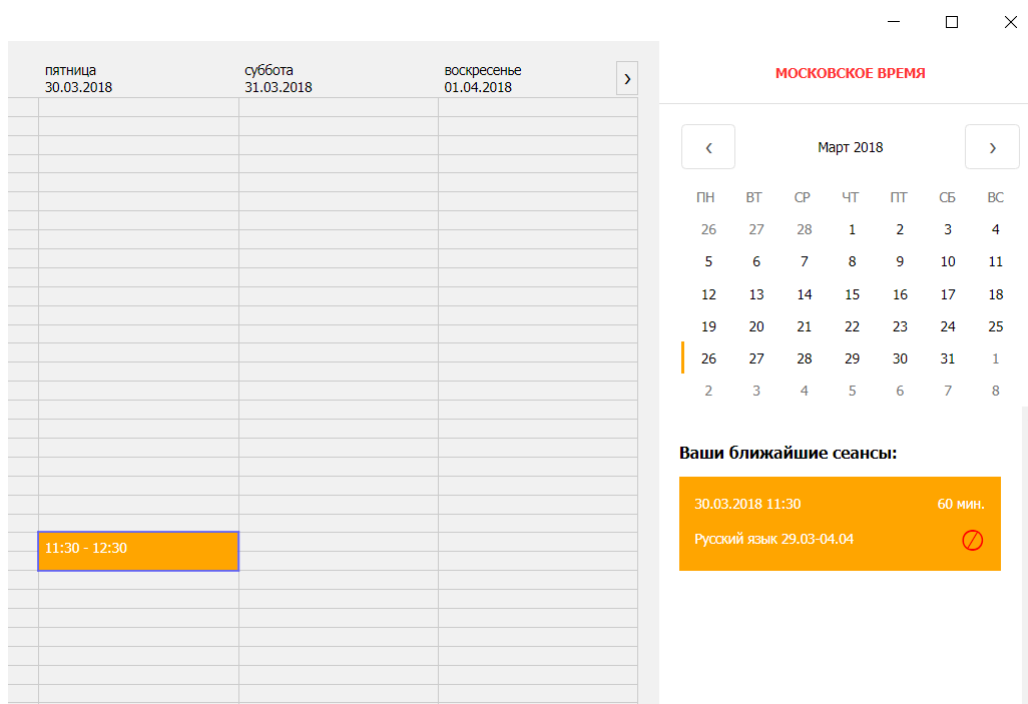 пятница
30.03.2018
суббота
31.03.2018
воскресенье
01.04.2018
11:30 - 12:30
МОСКОВСКОЕ ВРЕМЯ
Март 2018
ПН ВТ СР ЧТ ПТ СБ ВС
26 27 28 1 2 3 4
5 6 7 8 9 10 11
12 13 14 15 16 17 18
19 20 21 22 23 24 25
26 27 28 29 30 31 1
2 3 4 5 6 7 8
Ваши ближайшие сеансы:
30.03.2018 11:30 60 мин.
Русский язык 29.03-04.04